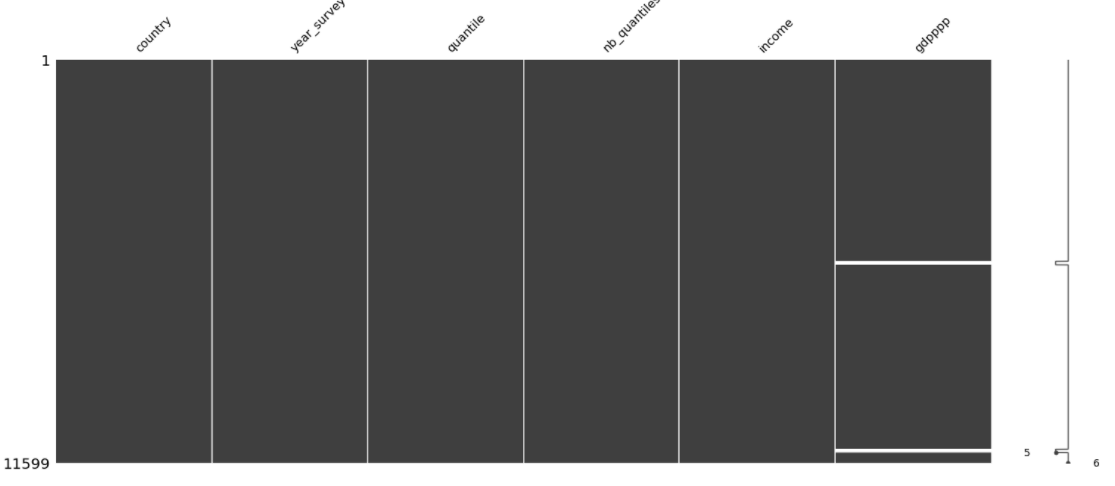 country
year_survey
quantile
nb_quantiles
income
gdpppp
1
11599
5
6